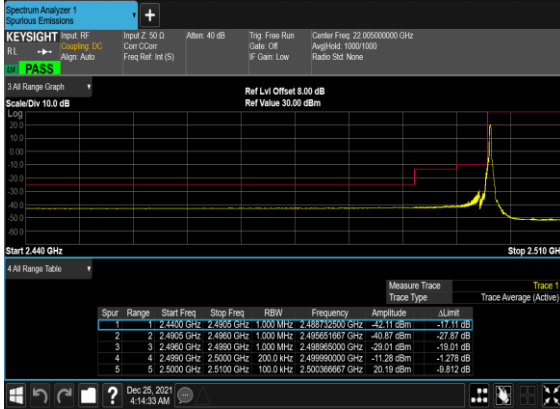 Spectrum Analyzer 1
Spurious Emissions
+
KEYSIGHT Input: RF Input Z: 50 Ω Atten: 40 dB Trig: Free Run Center Freq: 22.005000000 GHz
RL Coupling: DC Corr CCorr Gate: Off Avg|Hold: 1000/1000
Align: Auto Freq Ref: Int (S) IF Gain: Low Radio Std: None
PASS
3 All Range Graph
Ref Lvl Offset 8.00 dB
Scale/Div 10.0 dB Ref Value 30.00 dBm
Log
20.0
10.0
0.00
-10.0
-20.0
-30.0
-40.0
-50.0
-60.0
Start 2.440 GHz Stop 2.510 GH
4 All Range Table
Measure Trace Trace 1
Trace Type Trace Average (Active)
Spur Range Start Freq Stop Freq RBW Frequency Amplitude ΔLimit
1 1 2.4400 GHz 2.4905 GHz 1.000 MHz 2.488732500 GHz -42.11 dBm -17.11 dB
2 2 2.4905 GHz 2.4960 GHz 1.000 MHz 2.495651667 GHz -40.87 dBm -27.87 dB
3 3 2.4960 GHz 2.4990 GHz 1.000 MHz 2.498965000 GHz -29.01 dBm -19.01 dB
4 4 2.4990 GHz 2.5000 GHz 200.0 kHz 2.499990000 GHz -11.28 dBm -1.278 dB
5 5 2.5000 GHz 2.5100 GHz 100.0 kHz 2.500366667 GHz 20.19 dBm -9.812 dB
? Dec 25, 2021
4:14:33 AM